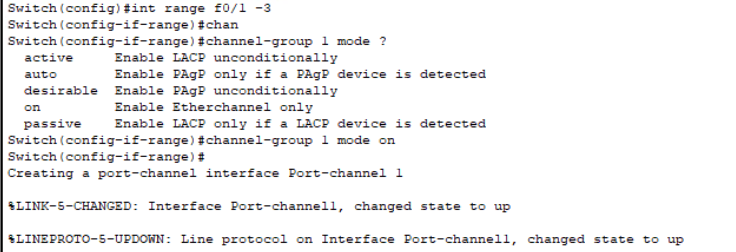 Switch(config)#int range f0/1 -3
Switch(config-if-range)#chan
Switch(config-if-range)#channel-group 1 mode ?
  active     Enable LACP unconditionally
  auto       Enable PAgP only if a PAgP device is detected
  desirable  Enable PAgP unconditionally
  on         Enable Etherchannel only
  passive    Enable LACP only if a LACP device is detected
Switch(config-if-range)#channel-group 1 mode on
Switch(config-if-range)#
Creating a port-channel interface Port-channel 1
%LINK-5-CHANGED: Interface Port-channel1, changed state to up
%LINEPROTO-5-UPDOWN: Line protocol on Interface Port-channel1, changed state to up